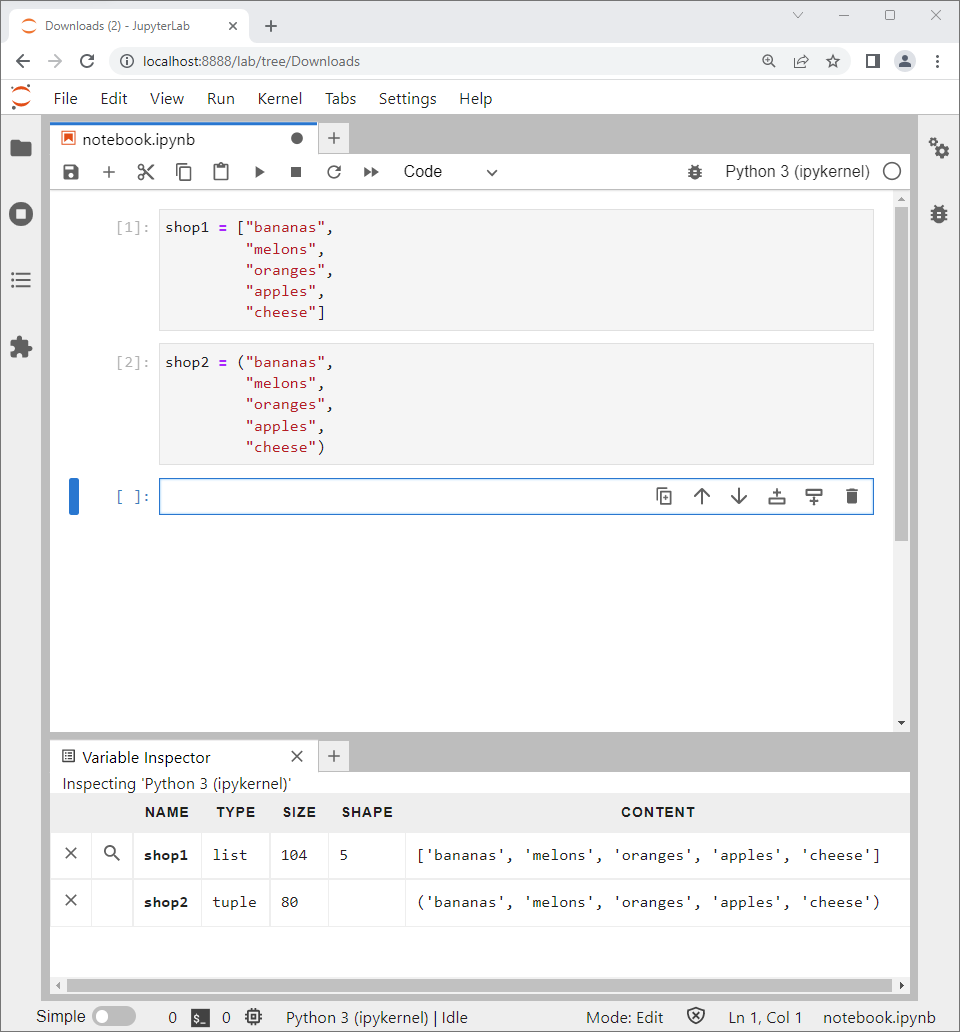 Downloads (2) - JupyterLab
localhost:8888/lab/tree/Downloads
File Edit View Run Kernel Tabs Settings Help
notebook.ipynb
Code Python 3 (ipykernel)
[1]: shop1 = ["bananas",
"melons",
"oranges",
"apples",
"cheese"]
[2]: shop2 = ("bananas",
"melons",
"oranges",
"apples",
"cheese")
[ ]:
Variable Inspector
Inspecting 'Python 3 (ipykernel)'
NAME TYPE SIZE SHAPE CONTENT
shop1 list 104 5 ['bananas', 'melons', 'oranges', 'apples', 'cheese']
shop2 tuple 80 ('bananas', 'melons', 'oranges', 'apples', 'cheese')
Simple 0 $_ 0 Python 3 (ipykernel) | Idle Mode: Edit Ln 1, Col 1 notebook.ipynb